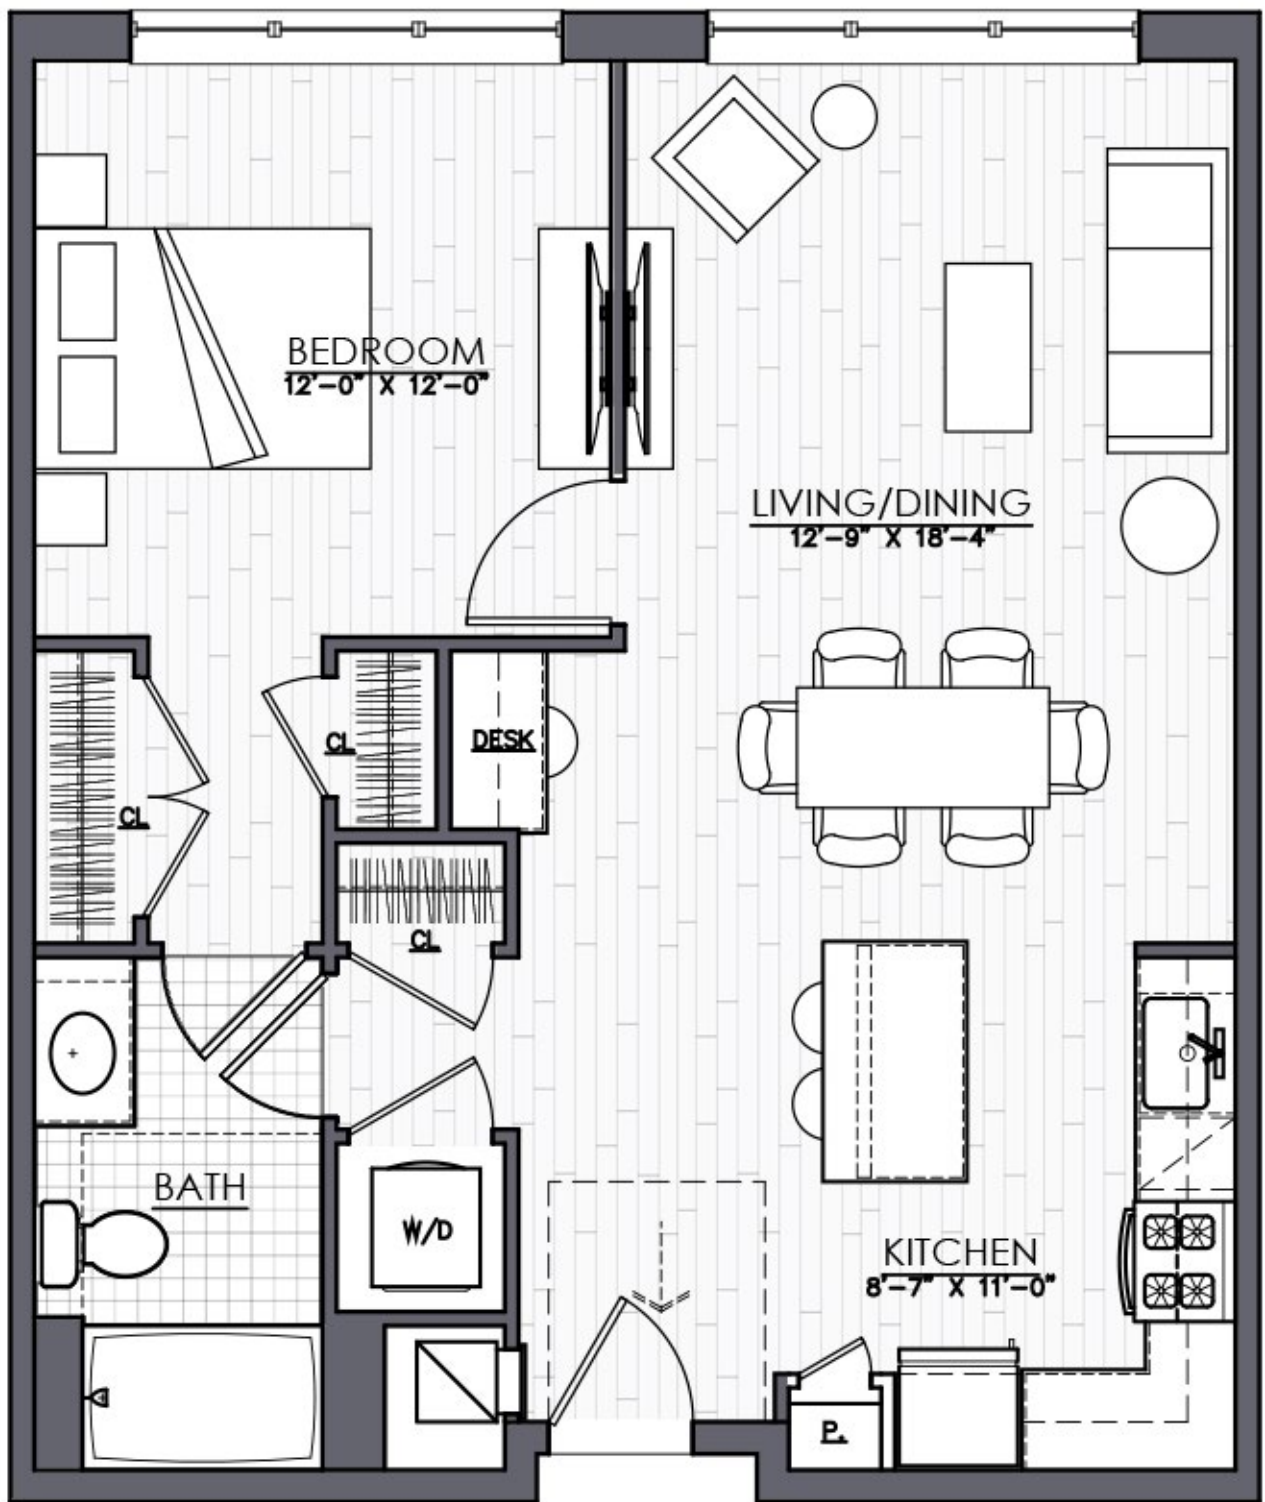 BEDROOM
12'-0" X 12'-0"
LIVING/DINING
12'-9" X 18'-4"
CL
DESK
CL
CL
BATH
W/D
KITCHEN
8'-7" X 11'-0"
P.